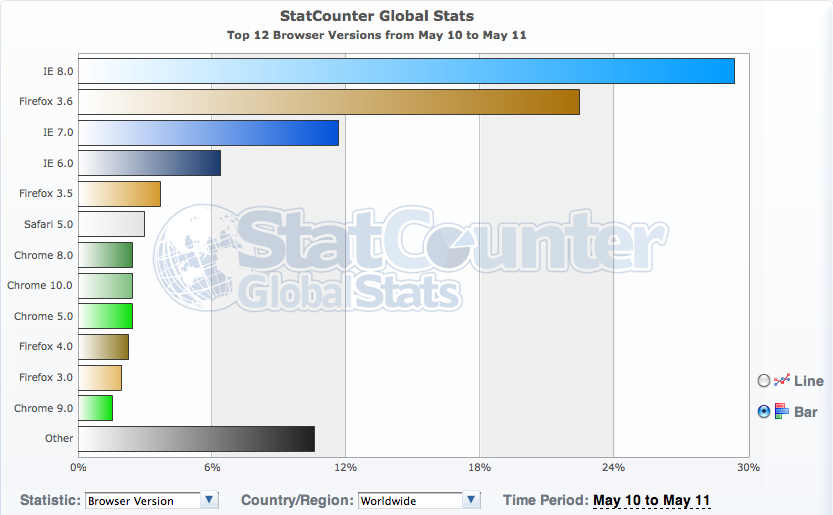 StatCounter Global Stats
Top 12 Browser Versions from May 10 to May 11
IE 8.0
Firefox 3.6
IE 7.0
IE 6.0
Firefox 3.5
Safari 5.0
Chrome 8.0
Chrome 10.0
Chrome 5.0
Firefox 4.0
Firefox 3.0
Chrome 9.0
Other
StatCounter
GlobalStats
0% 6% 12% 18% 24% 30%
Line
Bar
Statistic: Browser Version Country/Region: Worldwide Time Period: May 10 to May 11